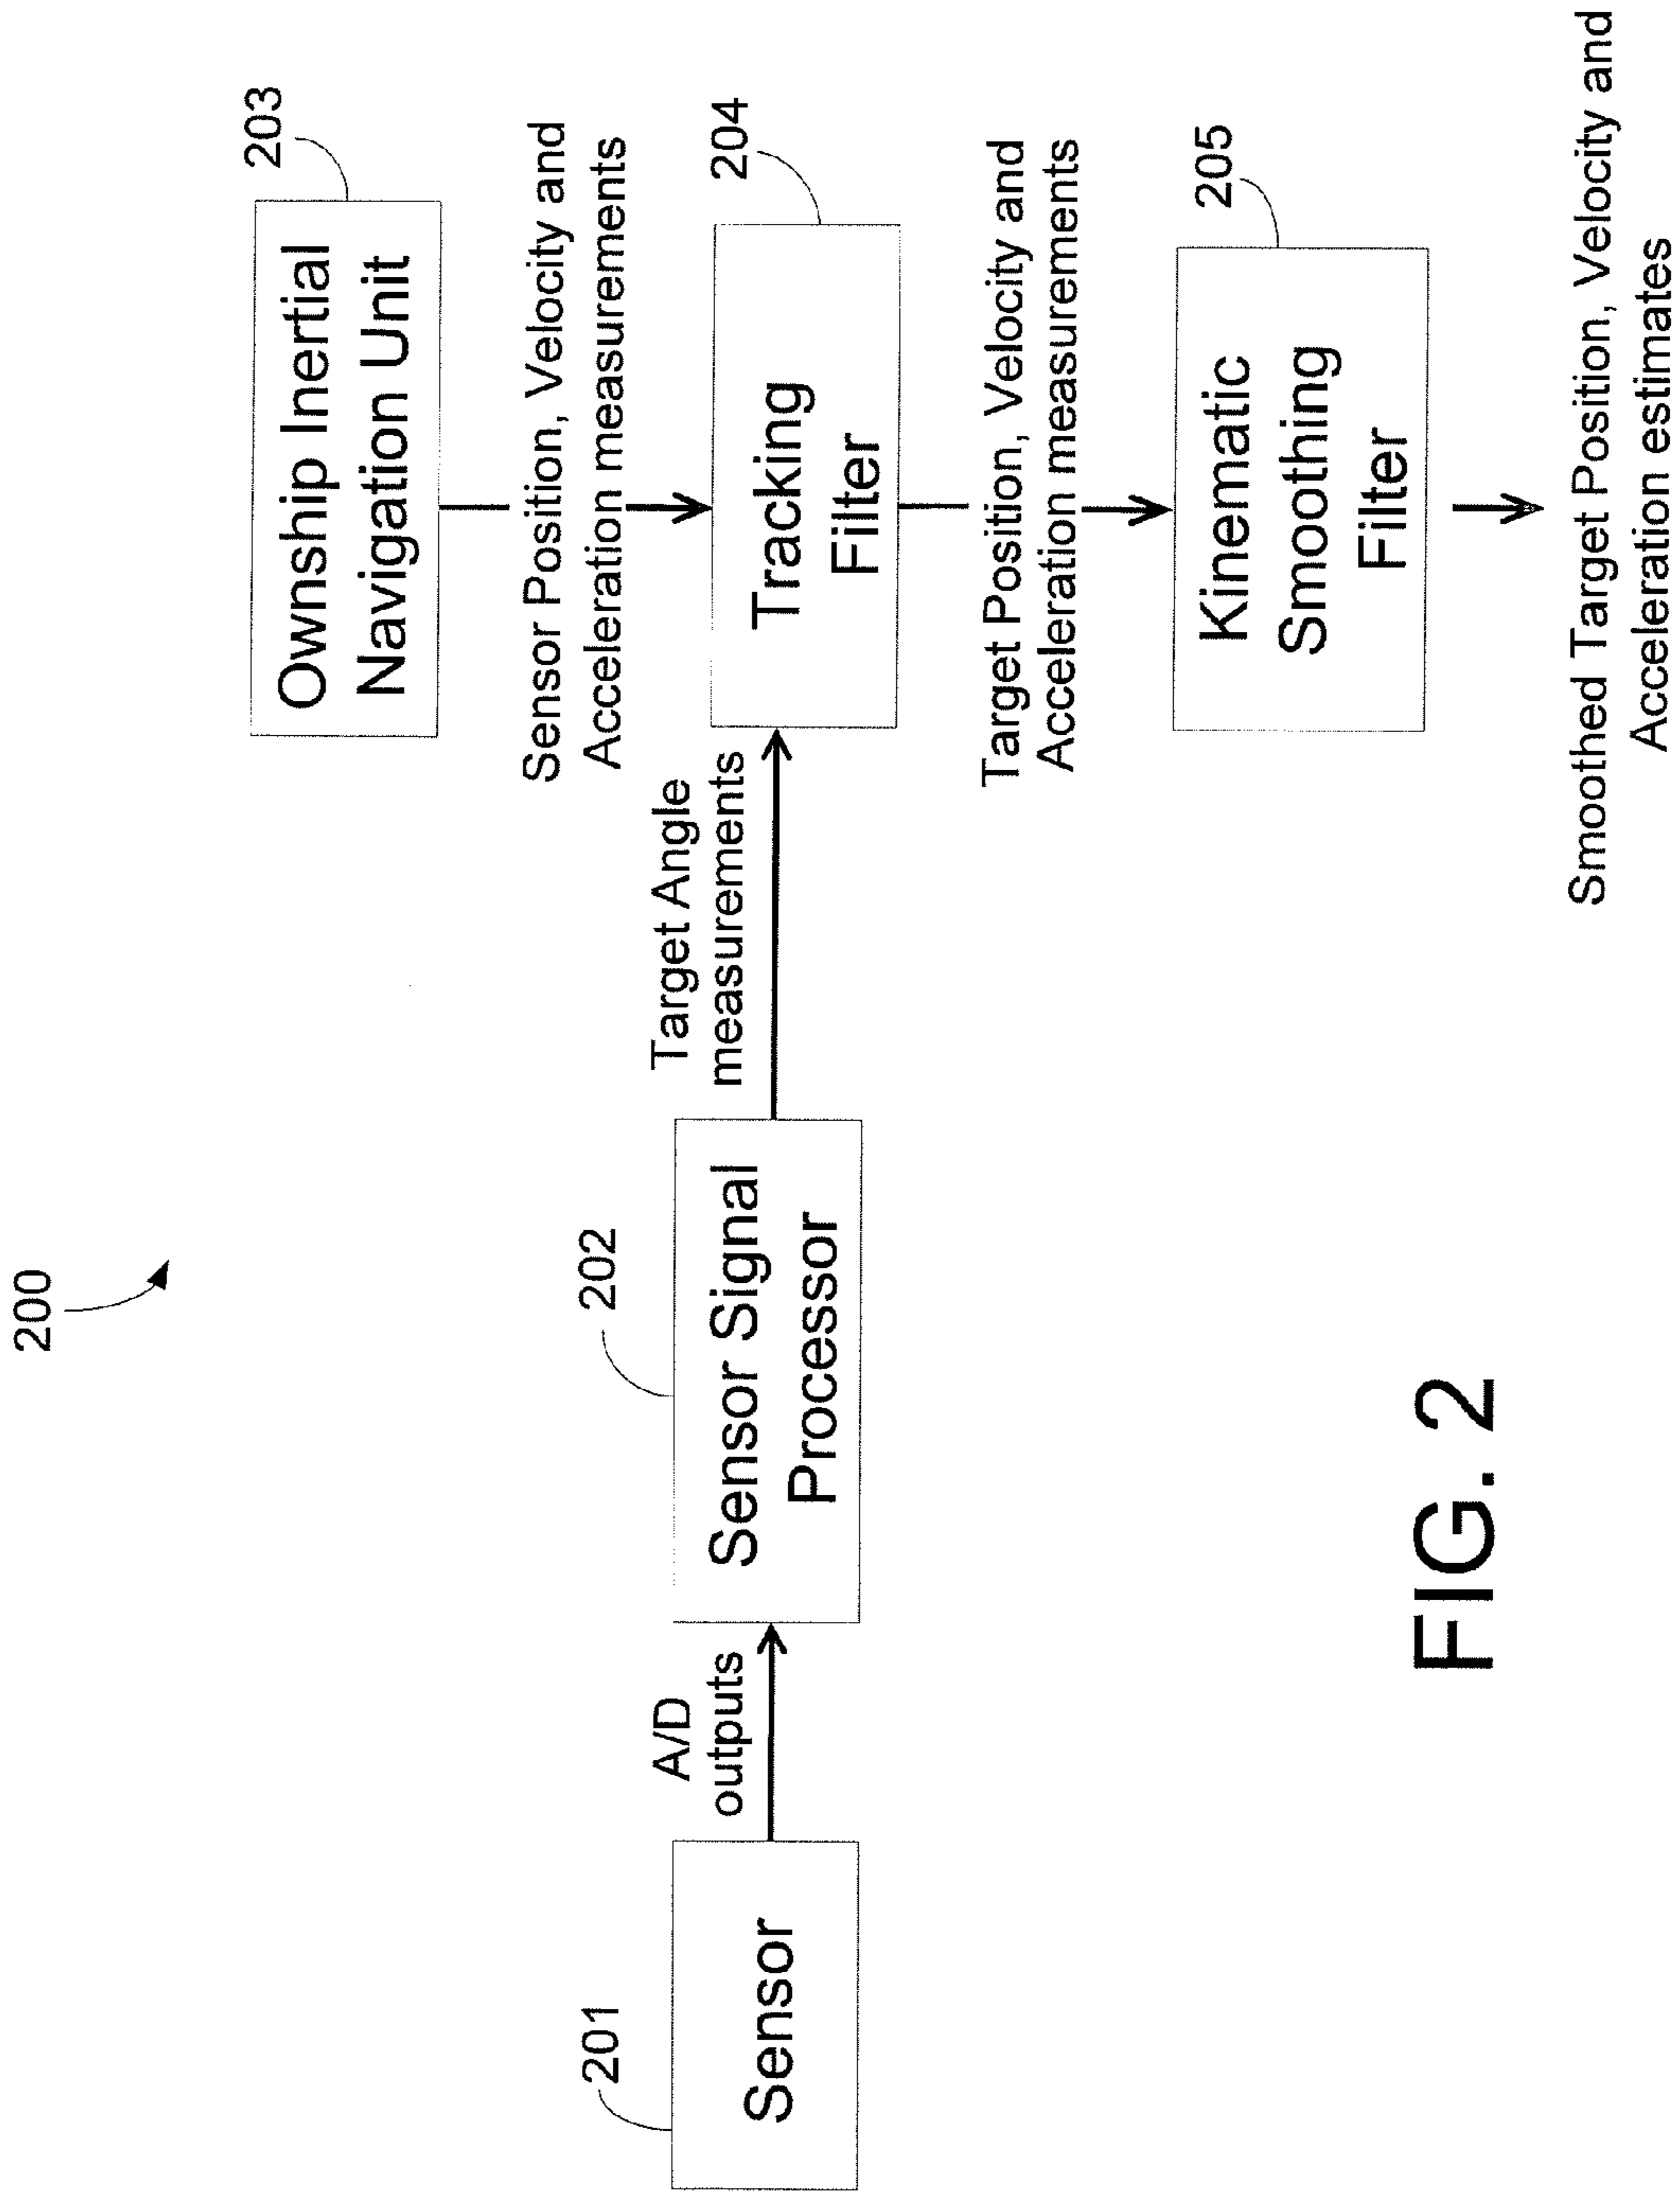 200
203
Ownship Inertial
Navigation Unit
Sensor Position, Velocity and
Acceleration measurements
201
Sensor
A/D
outputs
202
Sensor Signal
Processor
Target Angle
measurements
204
Tracking
Filter
Target Position, Velocity and
Acceleration measurements
205
Kinematic
Smoothing
Filter
Smoothed Target Position, Velocity and
Acceleration estimates
FIG. 2